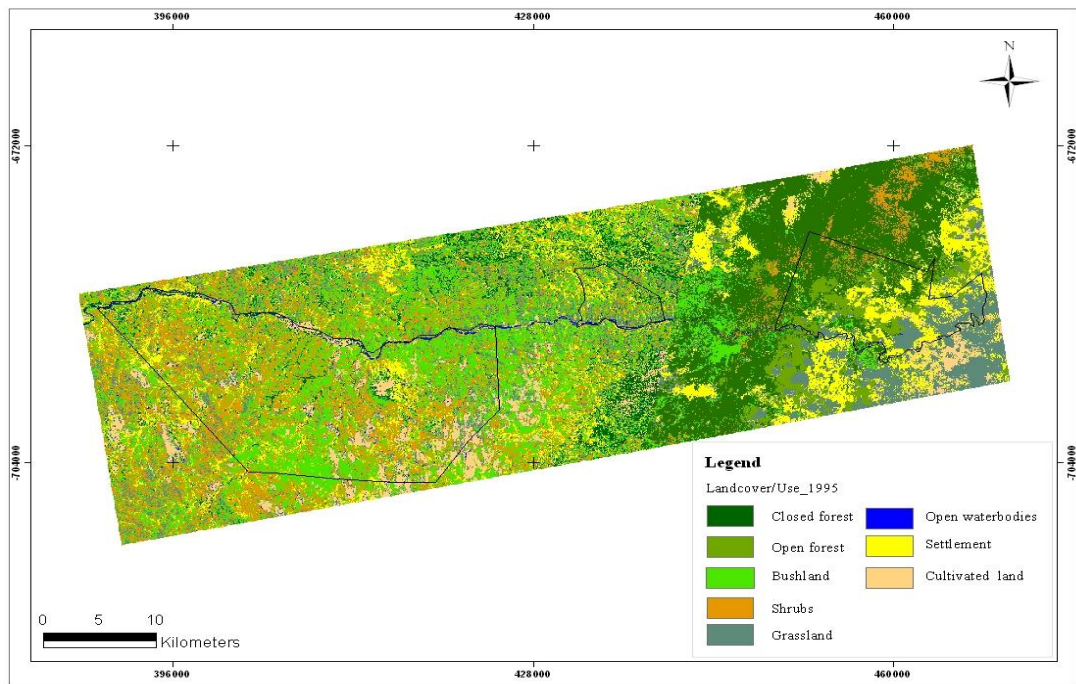 396000 428000 460000
N
-672000 -672000
-704000 -704000
Legend
Landcover/Use_1995
Closed forest Open waterbodies
Open forest Settlement
Bushland Cultivated land
Shrubs
Grassland
0 5 10
Kilometers
396000 428000 460000